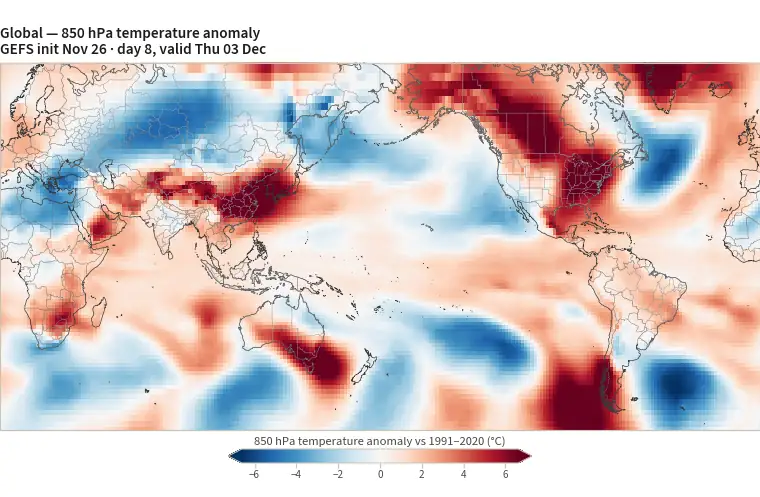 Global — 850 hPa temperature anomaly
GEFS init Nov 26 · day 8, valid Thu 03 Dec
850 hPa temperature anomaly vs 1991–2020 (°C)
−6 −4 −2 0 2 4 6